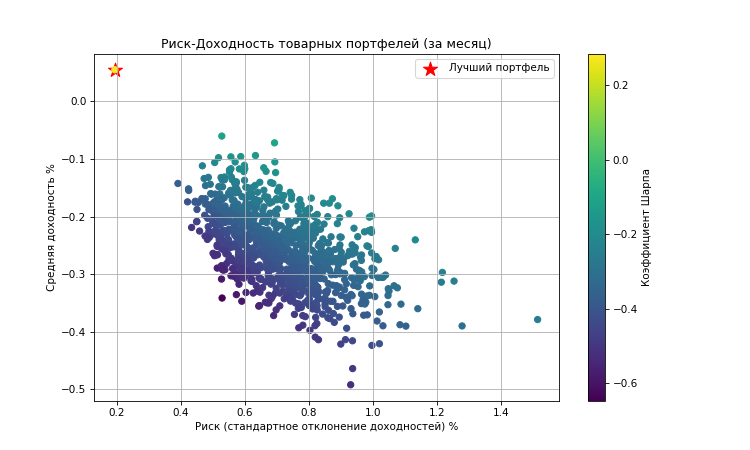 Риск-Доходность товарных портфелей (за месяц)
Лучший портфель
0.0
−0.1
−0.2
−0.3
−0.4
−0.5
Средняя доходность %
0.2 0.4 0.6 0.8 1.0 1.2 1.4
Риск (стандартное отклонение доходностей) %
0.2
0.0
−0.2
−0.4
−0.6
Коэффициент Шарпа